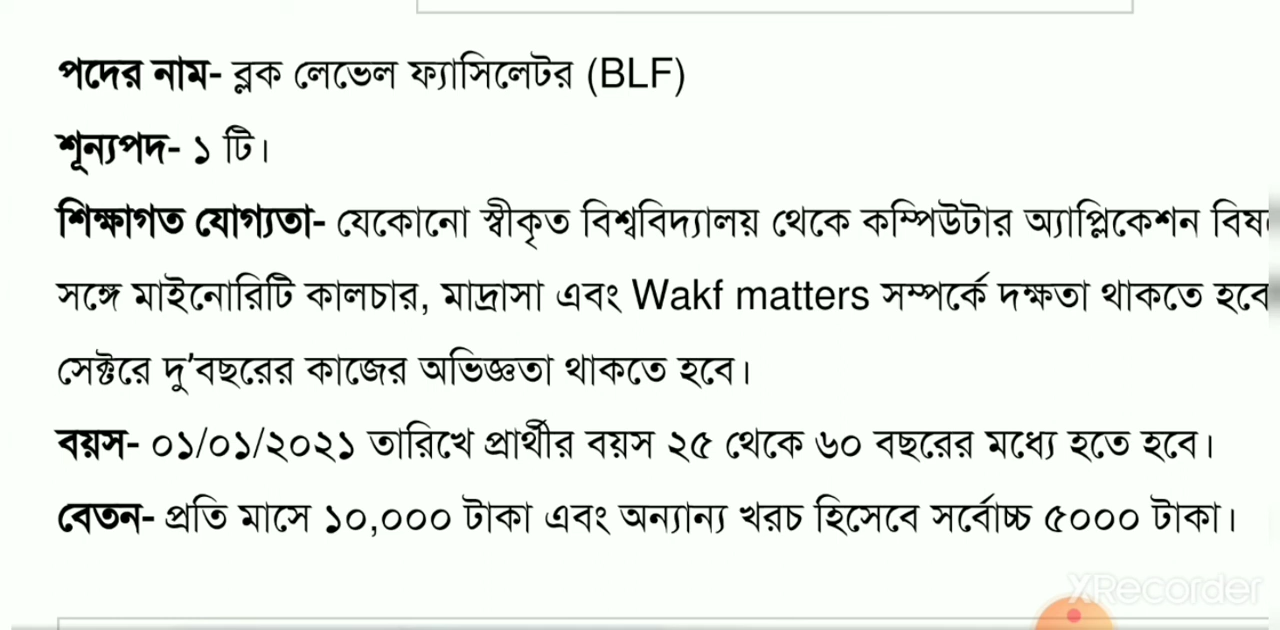 পদের নাম- ব্লক লেভেল ফ্যাসিলেটর (BLF)
শূন্যপদ- ১ টি।
শিক্ষাগত যোগ্যতা- যেকোনো স্বীকৃত বিশ্ববিদ্যালয় থেকে কম্পিউটার অ্যাপ্লিকেশন
সঙ্গে মাইনোরিটি কালচার, মাদ্রাসা এবং Wakf matters সম্পর্কে দক্ষতা থাকতে হবে
সেক্টরে দু'বছরের কাজের অভিজ্ঞতা থাকতে হবে।
বয়স- ০১/০১/২০২১ তারিখে প্রার্থীর বয়স ২৫ থেকে ৬০ বছরের মধ্যে হতে হবে।
বেতন- প্রতি মাসে ১০,০০০ টাকা এবং অন্যান্য খরচ হিসেবে সর্বোচ্চ ৫০০০ টাকা।
XRecorder